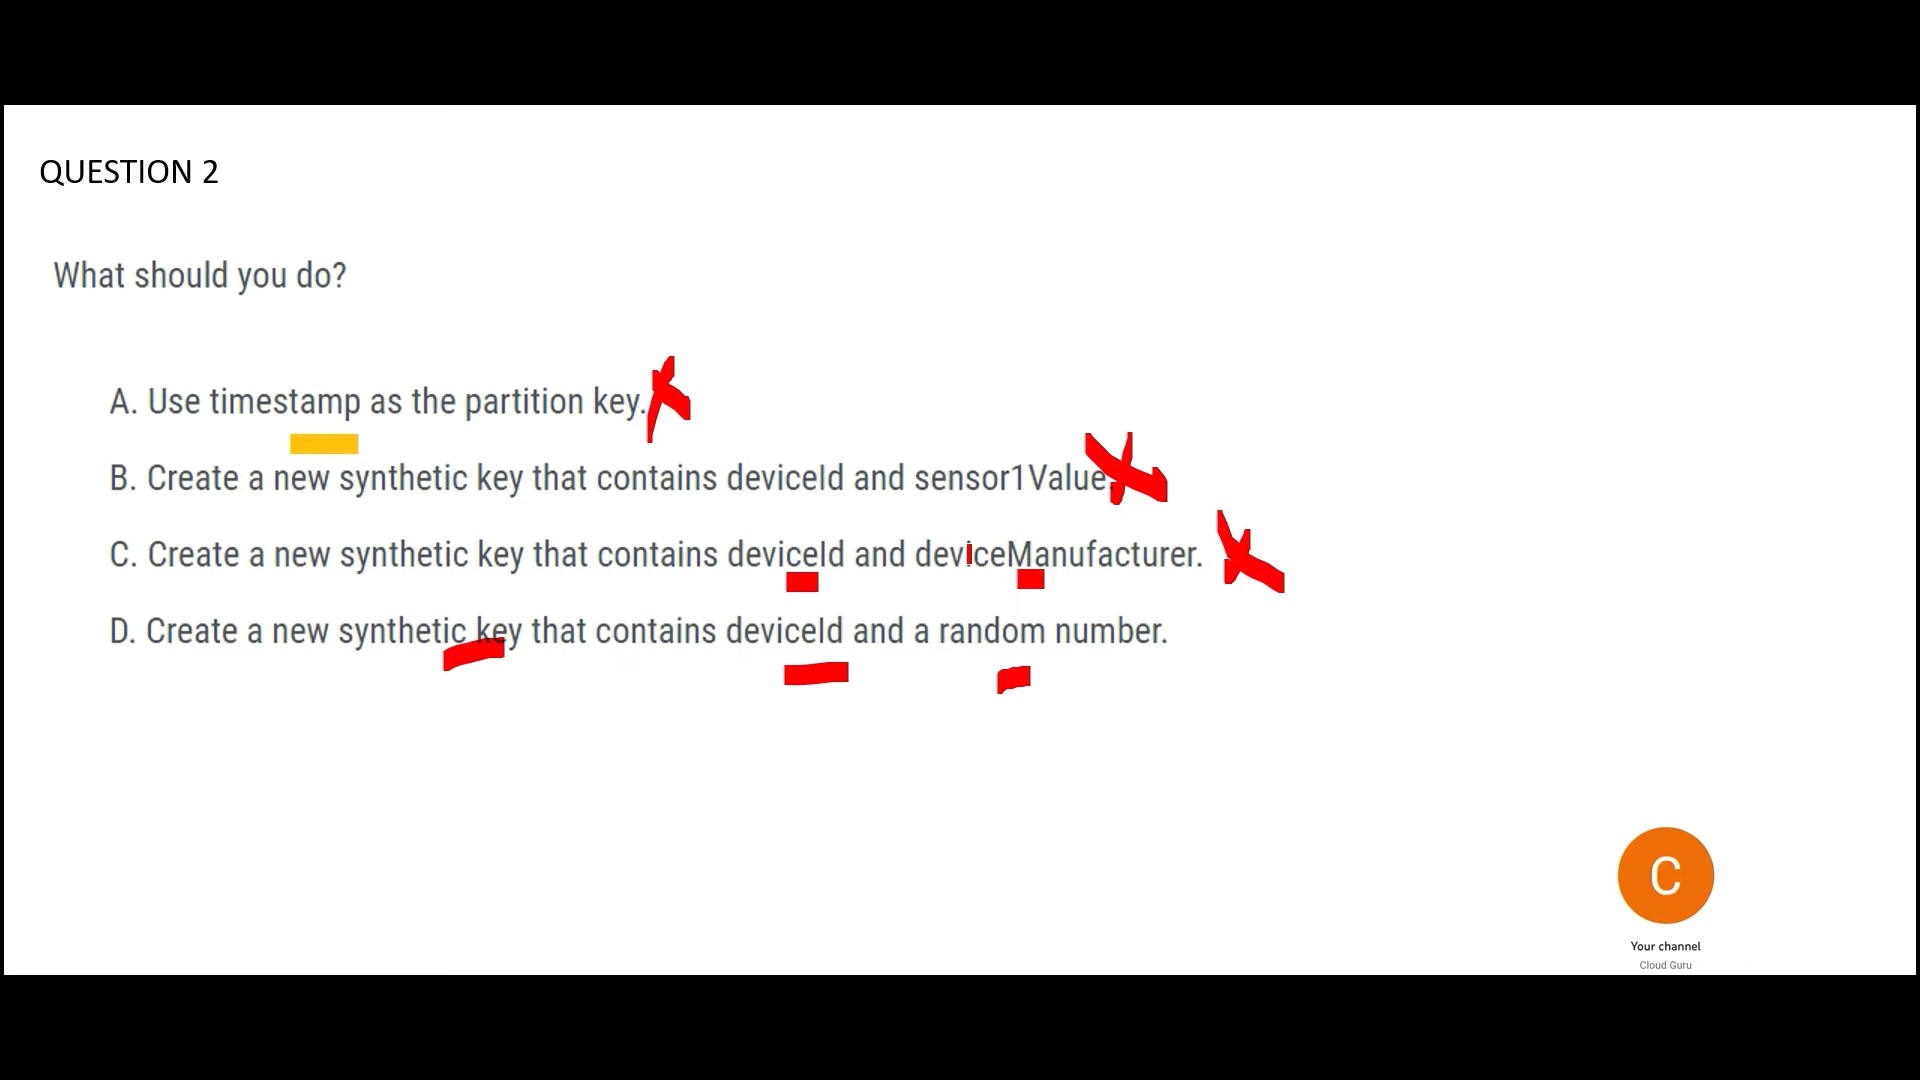 QUESTION 2
What should you do?
A. Use timestamp as the partition key.
B. Create a new synthetic key that contains deviceId and sensor1Value.
C. Create a new synthetic key that contains deviceId and deviceManufacturer.
D. Create a new synthetic key that contains deviceId and a random number.
C
Your channel
Cloud Guru